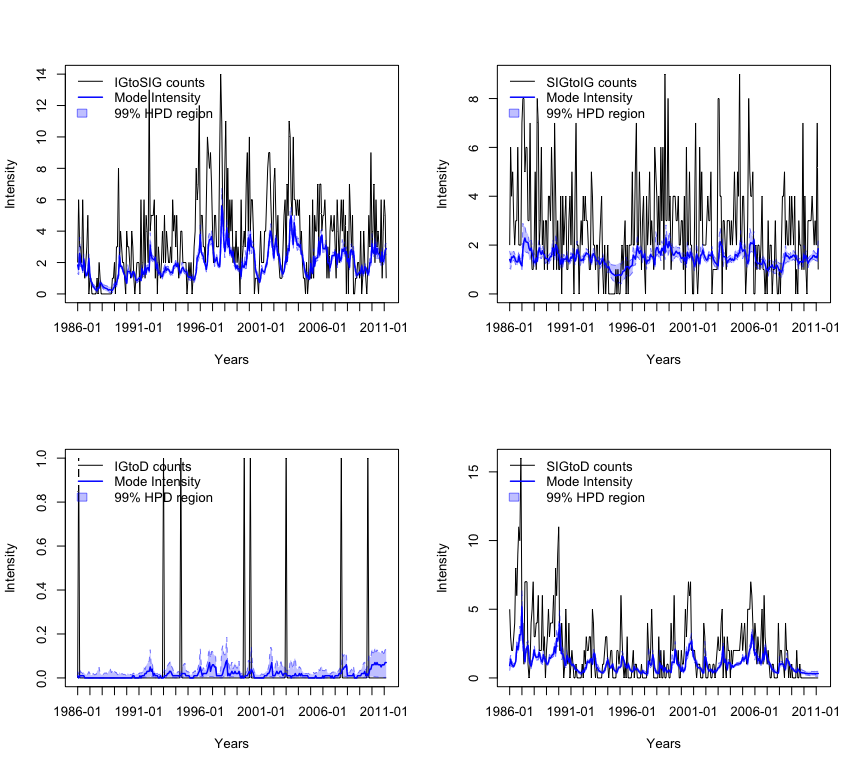 IGtoSIG counts
Mode Intensity
99% HPD region
14
12
10
8
6
4
2
0
Intensity
1986-01 1991-01 1996-01 2001-01 2006-01 2011-01
Years
SIGtoIG counts
Mode Intensity
99% HPD region
8
6
4
2
0
Intensity
1986-01 1991-01 1996-01 2001-01 2006-01 2011-01
Years
IGtoD counts
Mode Intensity
99% HPD region
1.0
0.8
0.6
0.4
0.2
0.0
Intensity
1986-01 1991-01 1996-01 2001-01 2006-01 2011-01
Years
SIGtoD counts
Mode Intensity
99% HPD region
15
10
5
0
Intensity
1986-01 1991-01 1996-01 2001-01 2006-01 2011-01
Years